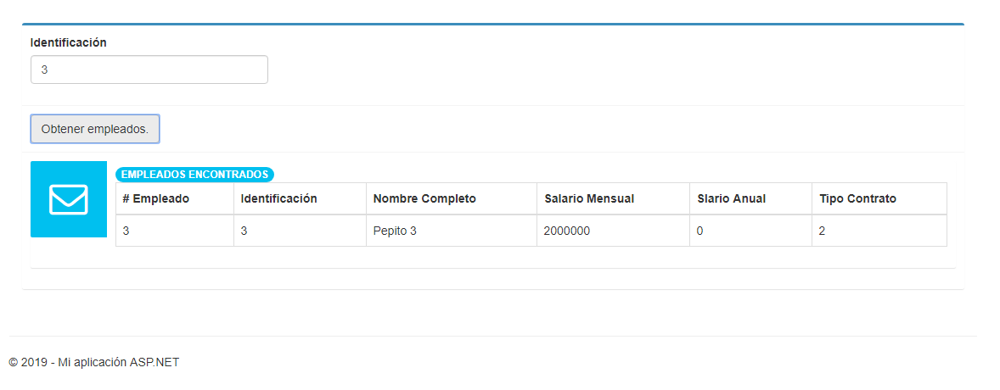 Identificación
3
Obtener empleados.
EMPLEADOS ENCONTRADOS
# Empleado Identificación Nombre Completo Salario Mensual Slario Anual Tipo Contrato
3 3 Pepito 3 2000000 0 2
© 2019 - Mi aplicación ASP.NET